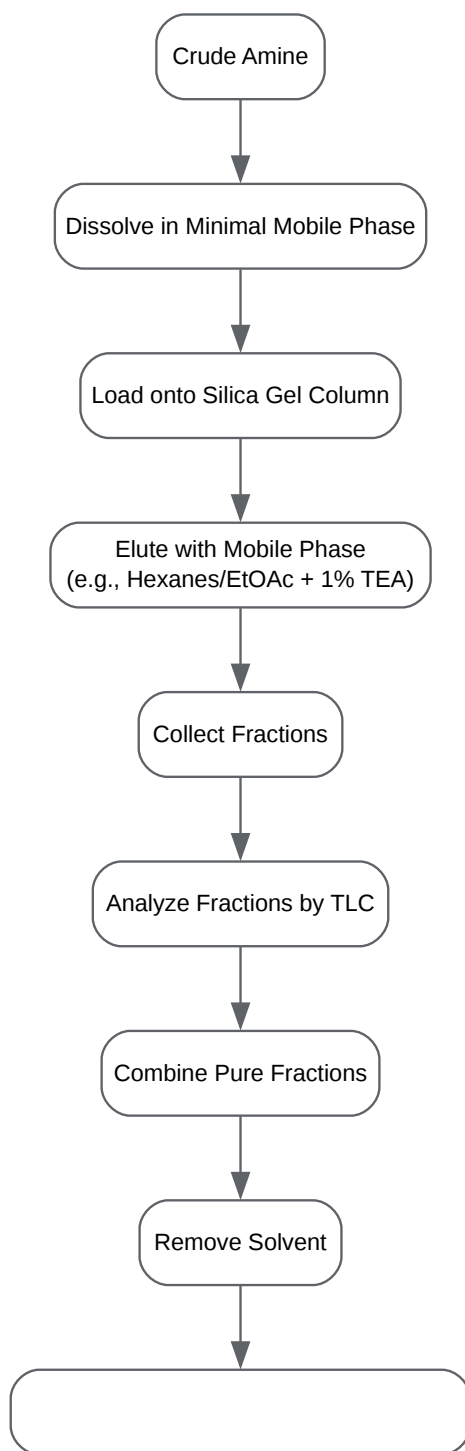 Crude Amine
Dissolve in Minimal Mobile Phase
Load onto Silica Gel Column
Elute with Mobile Phase
(e.g., Hexanes/EtOAc + 1% TEA)
Collect Fractions
Analyze Fractions by TLC
Combine Pure Fractions
Remove Solvent